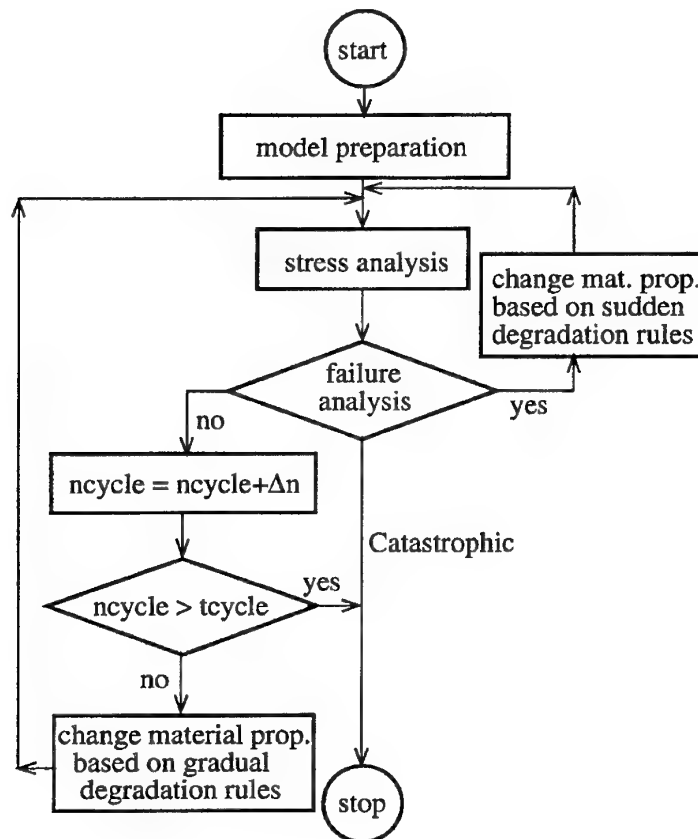 start
model preparation
stress analysis
change mat. prop.
based on sudden
degradation rules
failure
analysis
yes
no
ncycle = ncycle+Δn
Catastrophic
yes
ncycle > tcycle
no
change material prop.
based on gradual
degradation rules
stop